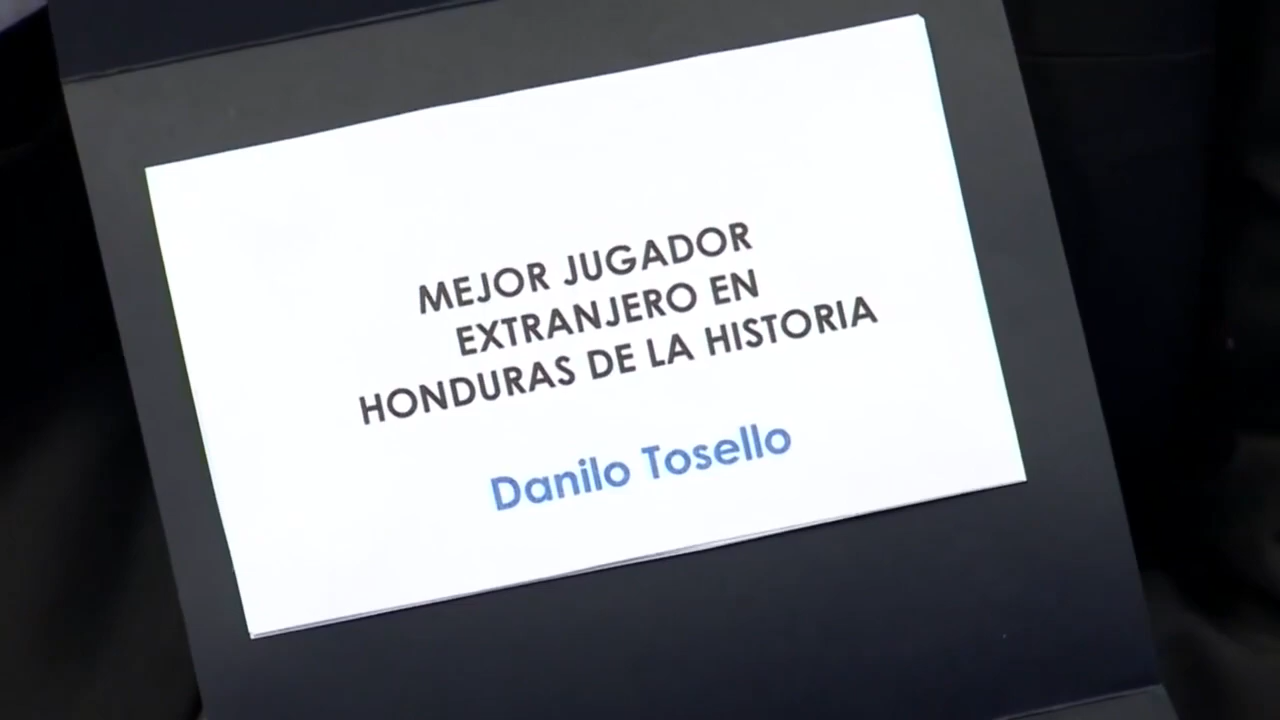 MEJOR JUGADOR
EXTRANJERO EN
HONDURAS DE LA HISTORIA
Danilo Tosello